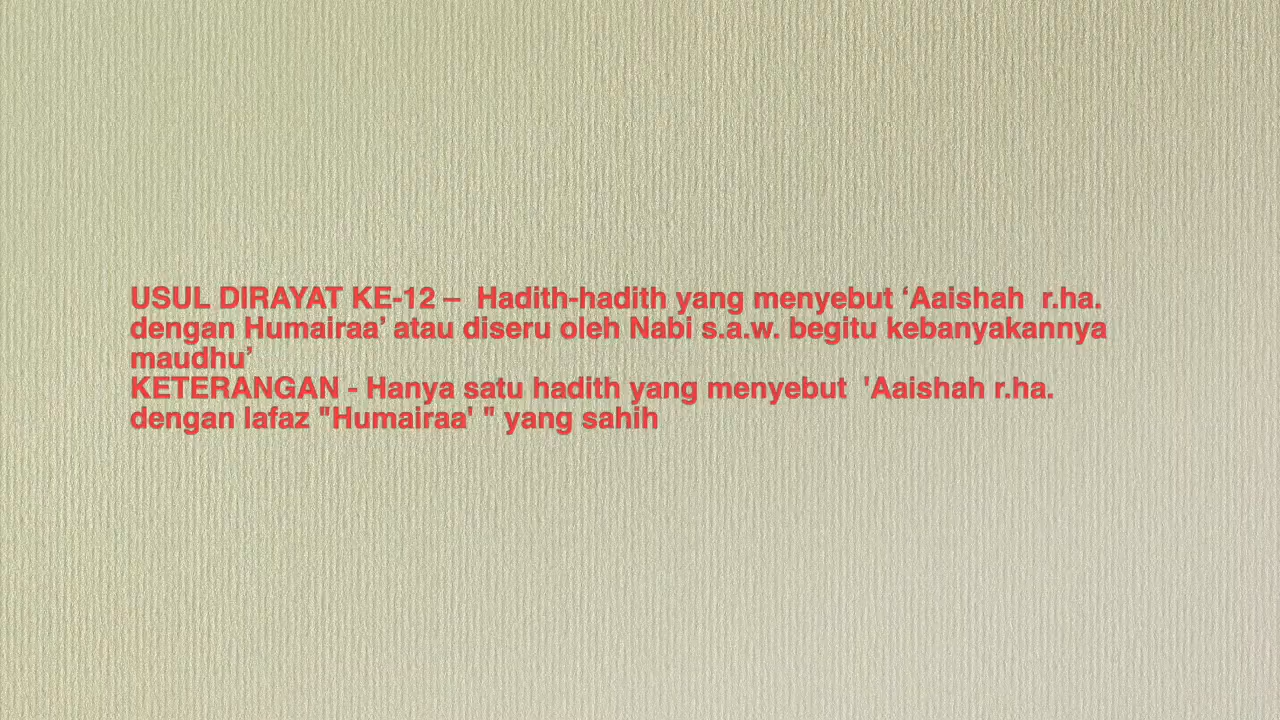 USUL DIRAYAT KE-12 –  Hadith-hadith yang menyebut ‘Aaishah  r.ha.
dengan Humairaa’ atau diseru oleh Nabi s.a.w. begitu kebanyakannya
maudhu’
KETERANGAN - Hanya satu hadith yang menyebut  'Aaishah r.ha.
dengan lafaz "Humairaa' " yang sahih